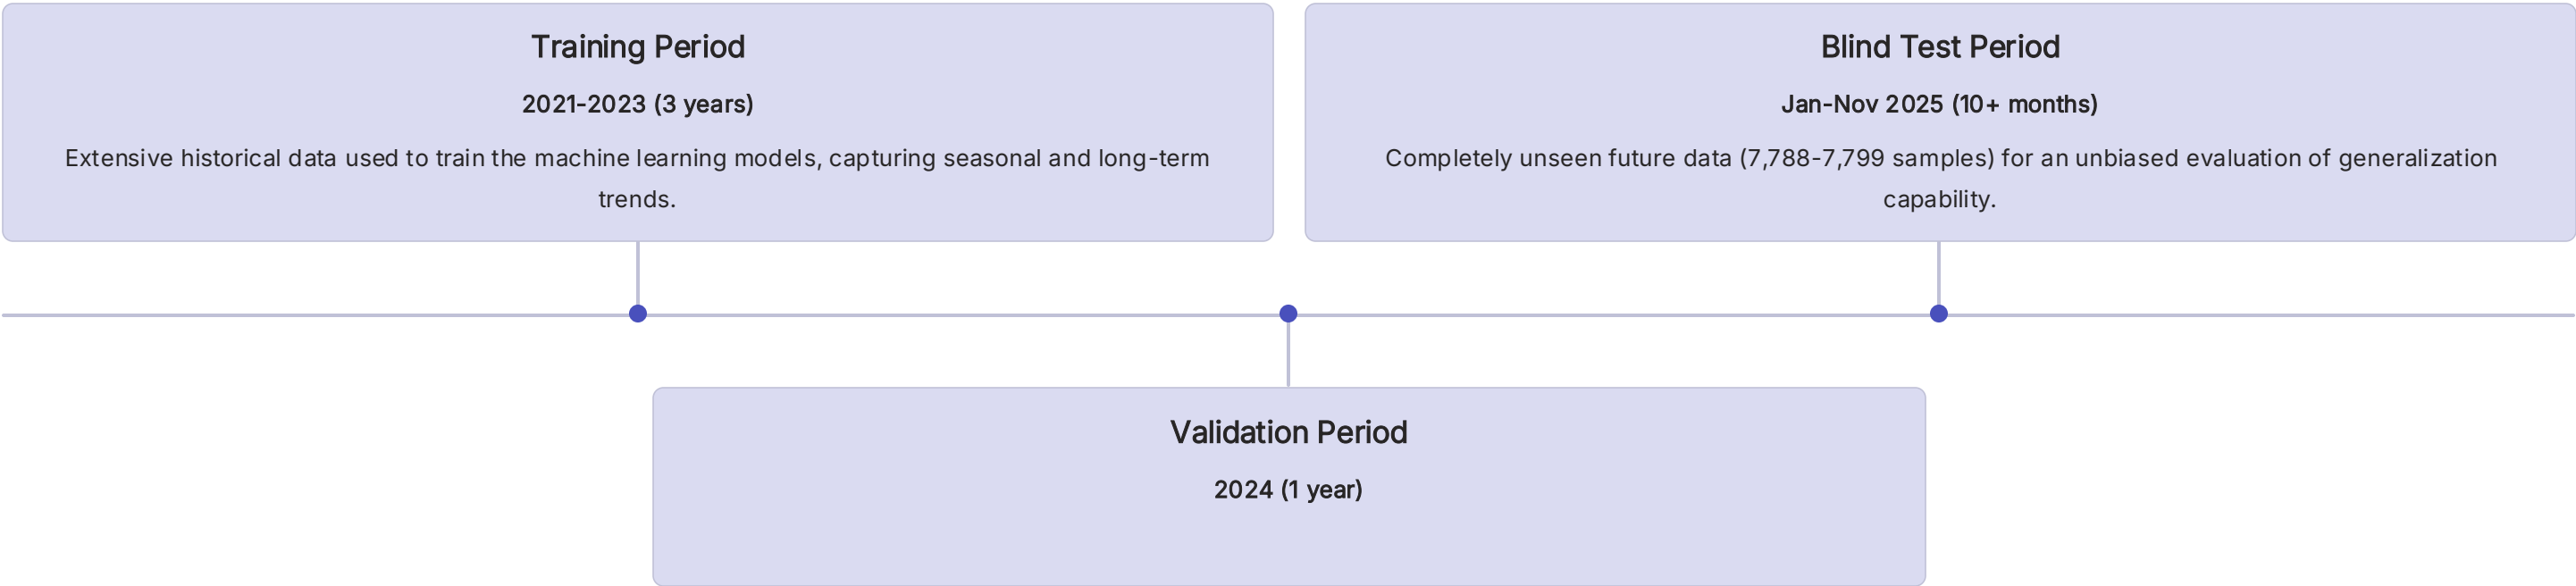 Training Period
2021-2023 (3 years)
Extensive historical data used to train the machine learning models, capturing seasonal and long-term
trends.
Blind Test Period
Jan-Nov 2025 (10+ months)
Completely unseen future data (7,788-7,799 samples) for an unbiased evaluation of generalization
capability.
Validation Period
2024 (1 year)